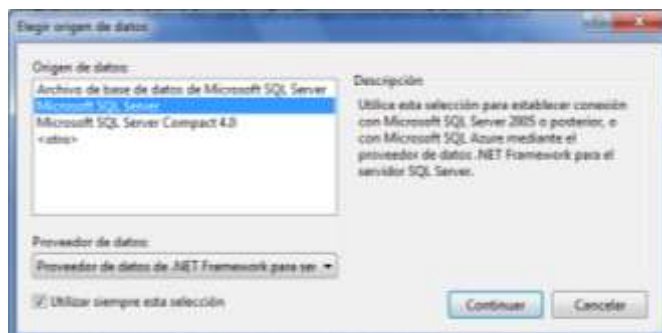 Elegir origen de datos
Origen de datos:
Archivo de base de datos de Microsoft SQL Server
Microsoft SQL Server
Microsoft SQL Server Compact 4.0
<otro>
Descripción
Utilice esta selección para establecer conexión
con Microsoft SQL Server 2005 o posterior, o
con Microsoft SQL Azure mediante el
proveedor de datos .NET Framework para el
servidor SQL Server.
Proveedor de datos:
Proveedor de datos de .NET Framework para ser
Utilizar siempre esta selección
Continuar
Cancelar